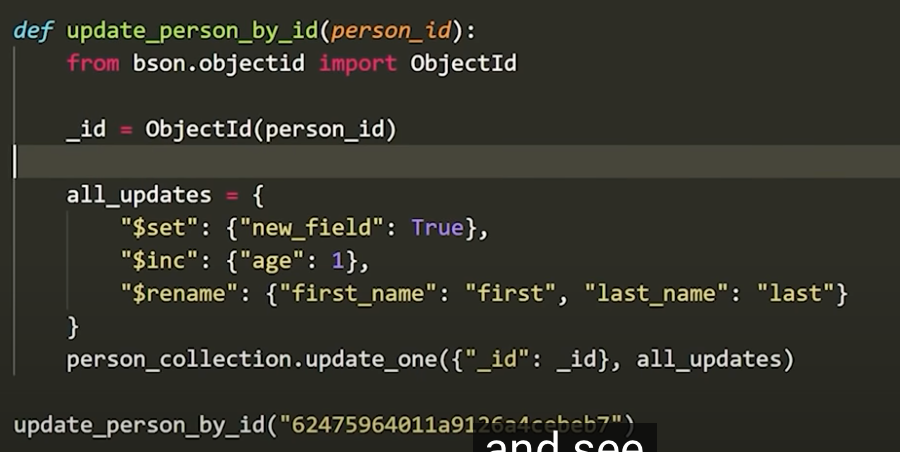 def update_person_by_id(person_id):
from bson.objectid import ObjectId
_id = ObjectId(person_id)
all_updates = {
"$set": {"new_field": True},
"$inc": {"age": 1},
"$rename": {"first_name": "first", "last_name": "last"}
}
person_collection.update_one({"_id": _id}, all_updates)
update_person_by_id("62475964011a9126a4cebeb7")
and see